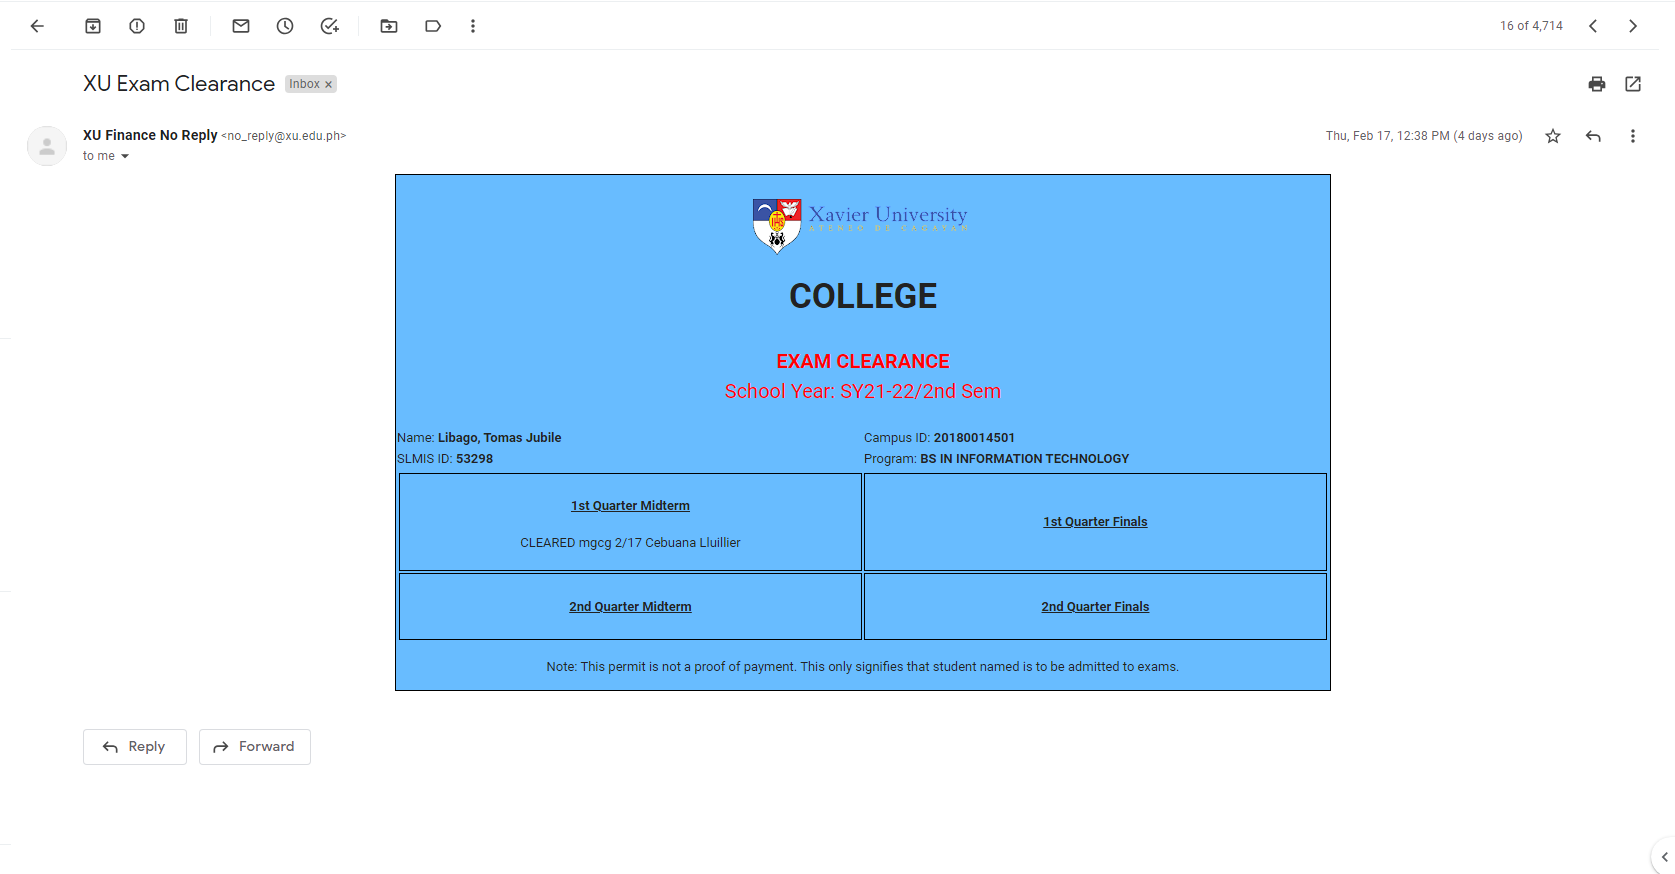 16 of 4,714
XU Exam Clearance Inbox x
XU Finance No Reply <no_reply@xu.edu.ph> Thu, Feb 17, 12:38 PM (4 days ago)
to me
Xavier University
ATENEO DE CAGAYAN
COLLEGE
EXAM CLEARANCE
School Year: SY21-22/2nd Sem
Name: Libago, Tomas Jubile Campus ID: 20180014501
SLMIS ID: 53298 Program: BS IN INFORMATION TECHNOLOGY
1st Quarter Midterm
CLEARED mgcg 2/17 Cebuana Lluillier
1st Quarter Finals
2nd Quarter Midterm 2nd Quarter Finals
Note: This permit is not a proof of payment. This only signifies that student named is to be admitted to exams.
Reply Forward